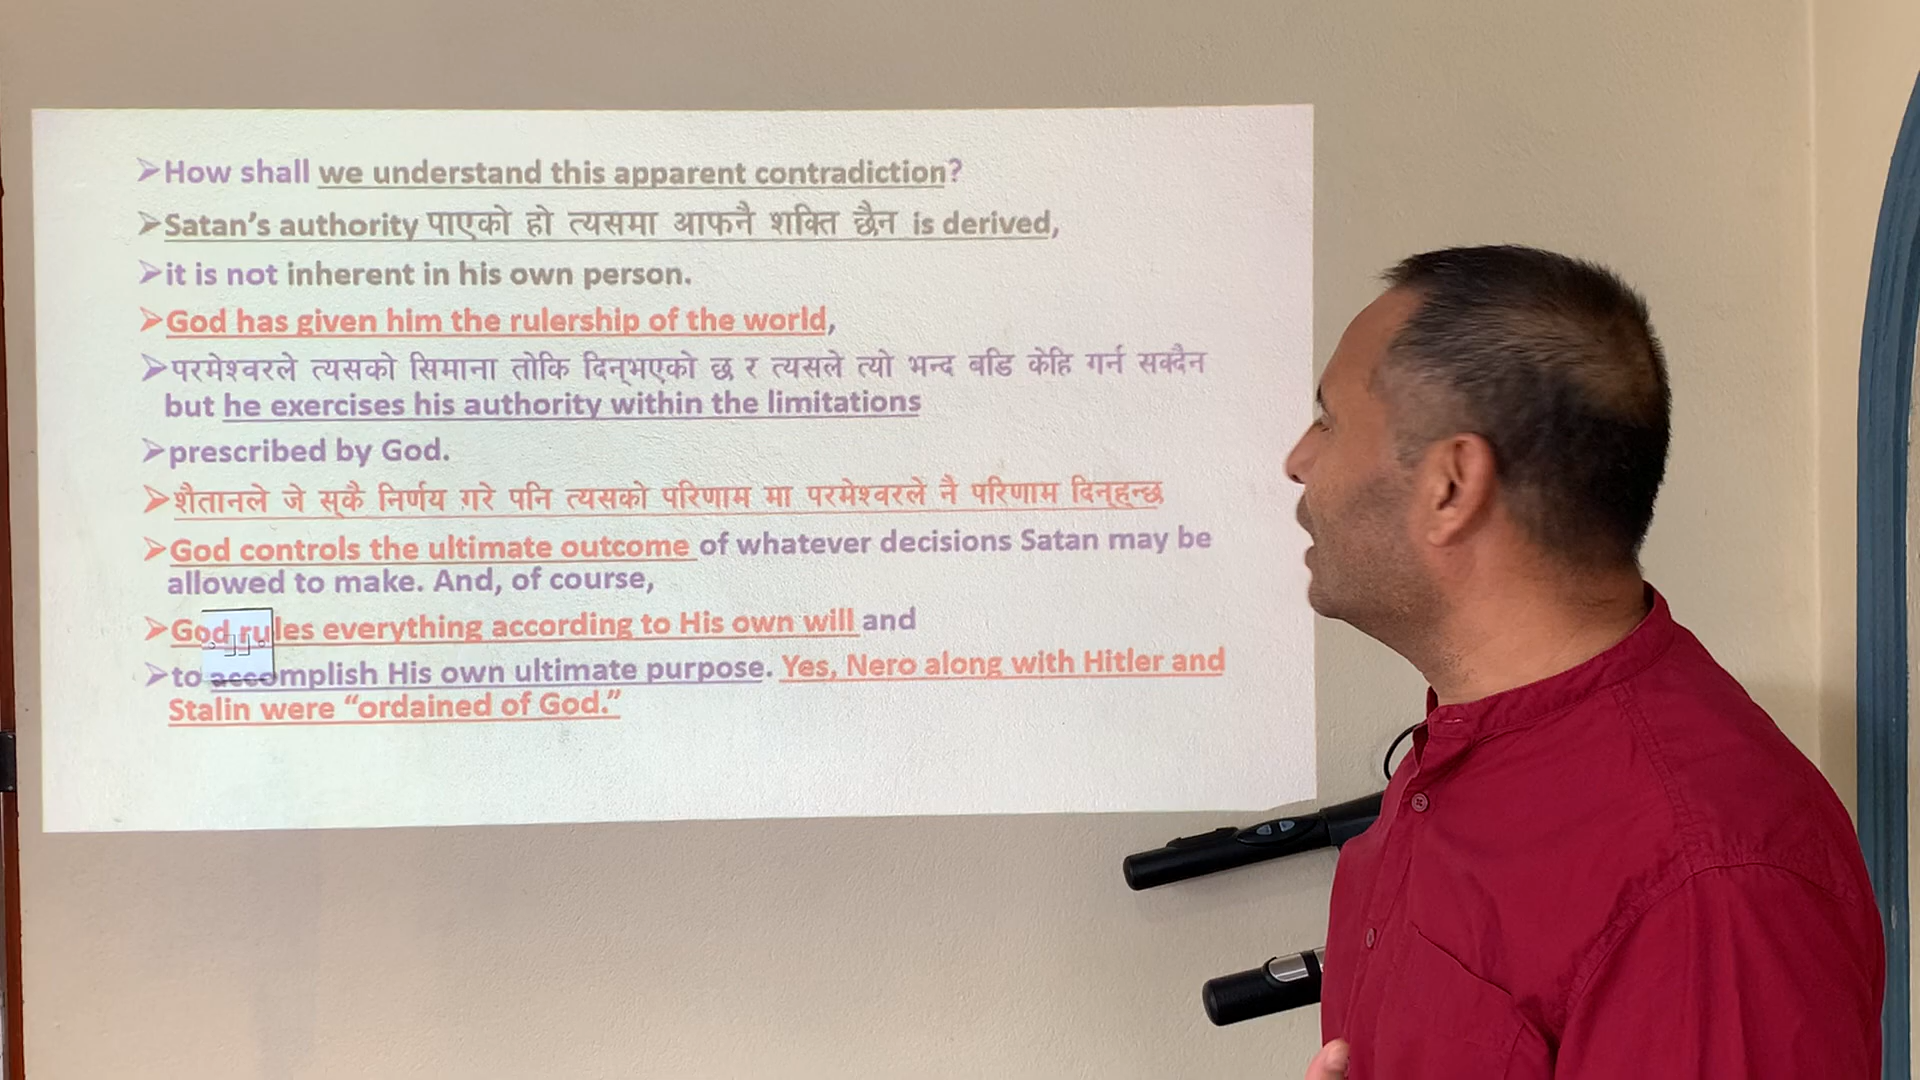 ➢How shall we understand this apparent contradiction?
➢Satan’s authority पाएको हो त्यसमा आफनै शक्ति छैन is derived,
➢it is not inherent in his own person.
➢God has given him the rulership of the world,
➢परमेश्वरले त्यसको सिमाना तोकि दिनुभएको छ र त्यसले त्यो भन्द बडि केहि गर्न सक्दैन
but he exercises his authority within the limitations
➢prescribed by God.
➢शैतानले जे सुकै निर्णय गरे पनि त्यसको परिणाम मा परमेश्वरले नै परिणाम दिनुहुन्छ
➢God controls the ultimate outcome of whatever decisions Satan may be
allowed to make. And, of course,
➢God rules everything according to His own will and
➢to accomplish His own ultimate purpose. Yes, Nero along with Hitler and
Stalin were “ordained of God.”